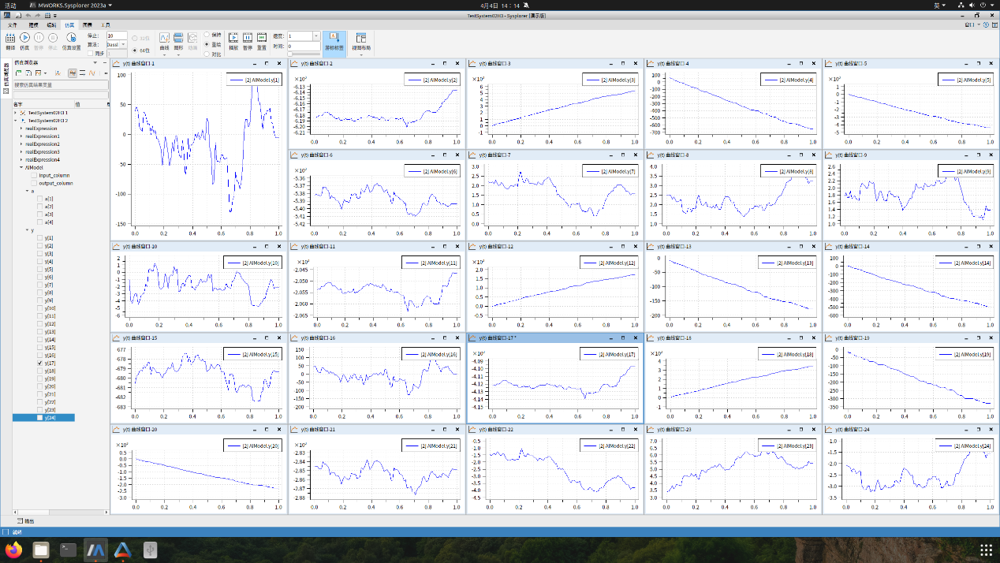 活动 MWORKS.Sysplorer 2023a 4月4日 14：14 英
TestSystem02H3 - Sysplorer [演示版]
文件 建模 编辑 仿真 图表 工具 窗口
停止: 10
算法: Dassl
同步
32位
64位
翻译 仿真 暂停 停止 仿真设置
曲线 图形
保持
重绘
对比
播放 暂停 重置
速度: 1
时间: 0
游标标签 视图布局
仿真浏览器
仿真浏览器
搜索仿真结果变量
名字 值
TestSystem02H3 1
TestSystem02H3 2
realExpression
realExpression1
realExpression2
realExpression3
realExpression4
AIModel
input_column
output_column
a
a[1]
a[2]
a[3]
a[4]
y
y[1]
y[2]
y[3]
y[4]
y[5]
y[6]
y[7]
y[8]
y[9]
y[10]
y[11]
y[12]
y[13]
y[14]
y[15]
y[16]
y[17]
y[18]
y[19]
y[20]
y[21]
y[22]
y[23]
y[24]
y(t) 曲线窗口-1
[2] AIModel.y[1]
100
50
0
-50
-100
-150
0.0 0.2 0.4 0.6 0.8 1.0
y(t) 曲线窗口-2
[2] AIModel.y[2]
-6.13
-6.14
-6.15
-6.16
-6.17
-6.18
-6.19
-6.20
-6.21
0.0 0.2 0.4 0.6 0.8 1.0
y(t) 曲线窗口-3
[2] AIModel.y[3]
6
5
4
3
2
1
0
-1
0.0 0.2 0.4 0.6 0.8 1.0
y(t) 曲线窗口-4
[2] AIModel.y[4]
100
0
-100
-200
-300
-400
-500
-600
-700
0.0 0.2 0.4 0.6 0.8 1.0
y(t) 曲线窗口-5
[2] AIModel.y[5]
1
0
-1
-2
-3
-4
-5
0.0 0.2 0.4 0.6 0.8 1.0
y(t) 曲线窗口-6
[2] AIModel.y[6]
-5.36
-5.37
-5.38
-5.39
-5.40
-5.41
-5.42
0.0 0.2 0.4 0.6 0.8 1.0
y(t) 曲线窗口-7
[2] AIModel.y[7]
3.0
2.5
2.0
1.5
1.0
0.5
0.0
0.0 0.2 0.4 0.6 0.8 1.0
y(t) 曲线窗口-8
[2] AIModel.y[8]
4.0
3.5
3.0
2.5
2.0
1.5
1.0
0.0 0.2 0.4 0.6 0.8 1.0
y(t) 曲线窗口-9
[2] AIModel.y[9]
2.6
2.4
2.2
2.0
1.8
1.6
1.4
1.2
1.0
0.0 0.2 0.4 0.6 0.8 1.0
y(t) 曲线窗口-10
[2] AIModel.y[10]
2
1
0
-1
-2
-3
-4
-5
-6
0.0 0.2 0.4 0.6 0.8 1.0
y(t) 曲线窗口-11
[2] AIModel.y[11]
-2.045
-2.050
-2.055
-2.060
-2.065
0.0 0.2 0.4 0.6 0.8 1.0
y(t) 曲线窗口-12
[2] AIModel.y[12]
2.0
1.5
1.0
0.5
0.0
-0.5
0.0 0.2 0.4 0.6 0.8 1.0
y(t) 曲线窗口-13
[2] AIModel.y[13]
0
-50
-100
-150
-200
0.0 0.2 0.4 0.6 0.8 1.0
y(t) 曲线窗口-14
[2] AIModel.y[14]
100
0
-100
-200
-300
-400
-500
-600
0.0 0.2 0.4 0.6 0.8 1.0
y(t) 曲线窗口-15
[2] AIModel.y[15]
-677
-678
-679
-680
-681
-682
-683
0.0 0.2 0.4 0.6 0.8 1.0
y(t) 曲线窗口-16
[2] AIModel.y[16]
150
100
50
0
-50
-100
-150
-200
0.0 0.2 0.4 0.6 0.8 1.0
y(t) 曲线窗口-17 *
[2] AIModel.y[17]
-4.09
-4.10
-4.11
-4.12
-4.13
-4.14
-4.15
0.0 0.2 0.4 0.6 0.8 1.0
y(t) 曲线窗口-18
[2] AIModel.y[18]
4
3
2
1
0
-1
0.0 0.2 0.4 0.6 0.8 1.0
y(t) 曲线窗口-19
[2] AIModel.y[19]
0
-50
-100
-150
-200
-250
-300
-350
0.0 0.2 0.4 0.6 0.8 1.0
y(t) 曲线窗口-20
[2] AIModel.y[20]
0.5
0.0
-0.5
-1.0
-1.5
-2.0
-2.5
-3.0
0.0 0.2 0.4 0.6 0.8 1.0
y(t) 曲线窗口-21
[2] AIModel.y[21]
-2.83
-2.84
-2.85
-2.86
-2.87
-2.88
0.0 0.2 0.4 0.6 0.8 1.0
y(t) 曲线窗口-22
[2] AIModel.y[22]
-0.5
-1.0
-1.5
-2.0
-2.5
-3.0
-3.5
-4.0
-4.5
0.0 0.2 0.4 0.6 0.8 1.0
y(t) 曲线窗口-23
[2] AIModel.y[23]
7.0
6.5
6.0
5.5
5.0
4.5
4.0
3.5
3.0
0.0 0.2 0.4 0.6 0.8 1.0
y(t) 曲线窗口-24
[2] AIModel.y[24]
-1.0
-1.5
-2.0
-2.5
-3.0
-3.5
0.0 0.2 0.4 0.6 0.8 1.0
输出
就绪